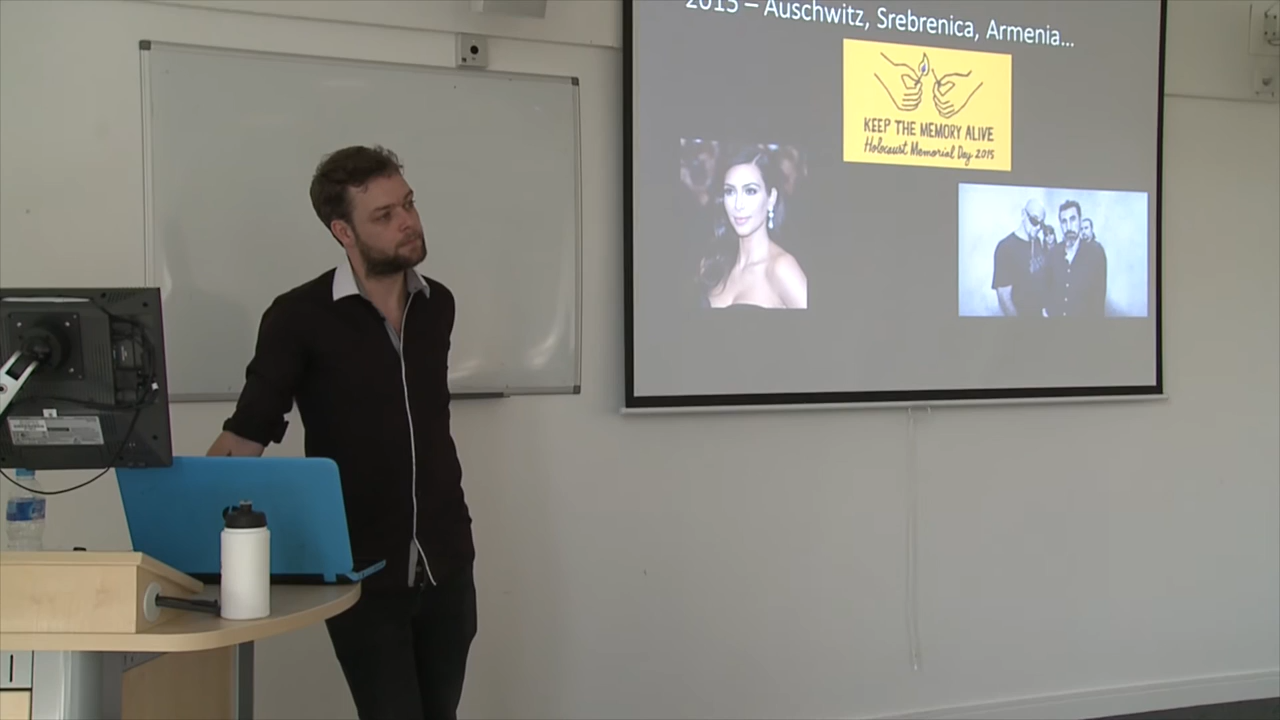 2015 – Auschwitz, Srebrenica, Armenia...
KEEP THE MEMORY ALIVE
Holocaust Memorial Day 2015